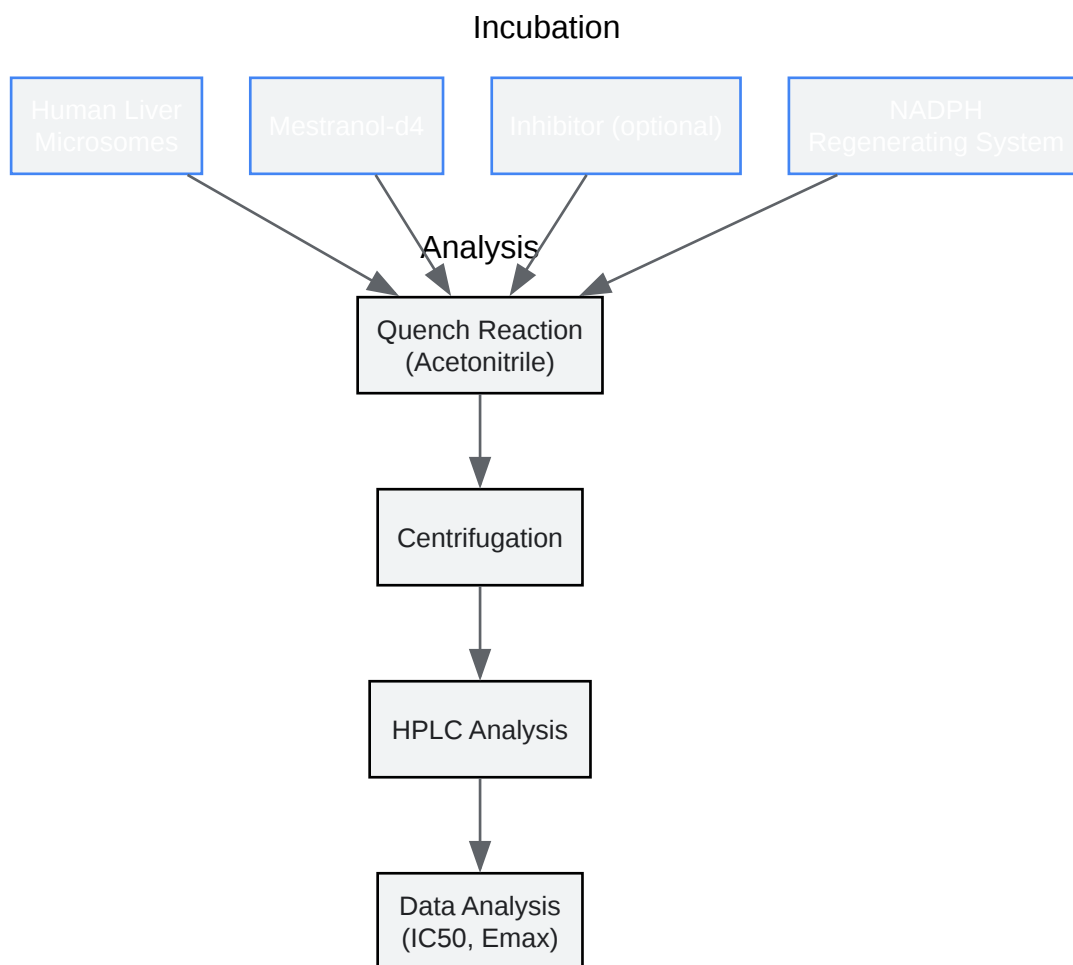 Incubation
Human Liver
Microsomes
Mestranol-d4
Inhibitor (optional)
NADPH
Regenerating System
Analysis
Quench Reaction
(Acetonitrile)
Centrifugation
HPLC Analysis
Data Analysis
(IC50, Emax)